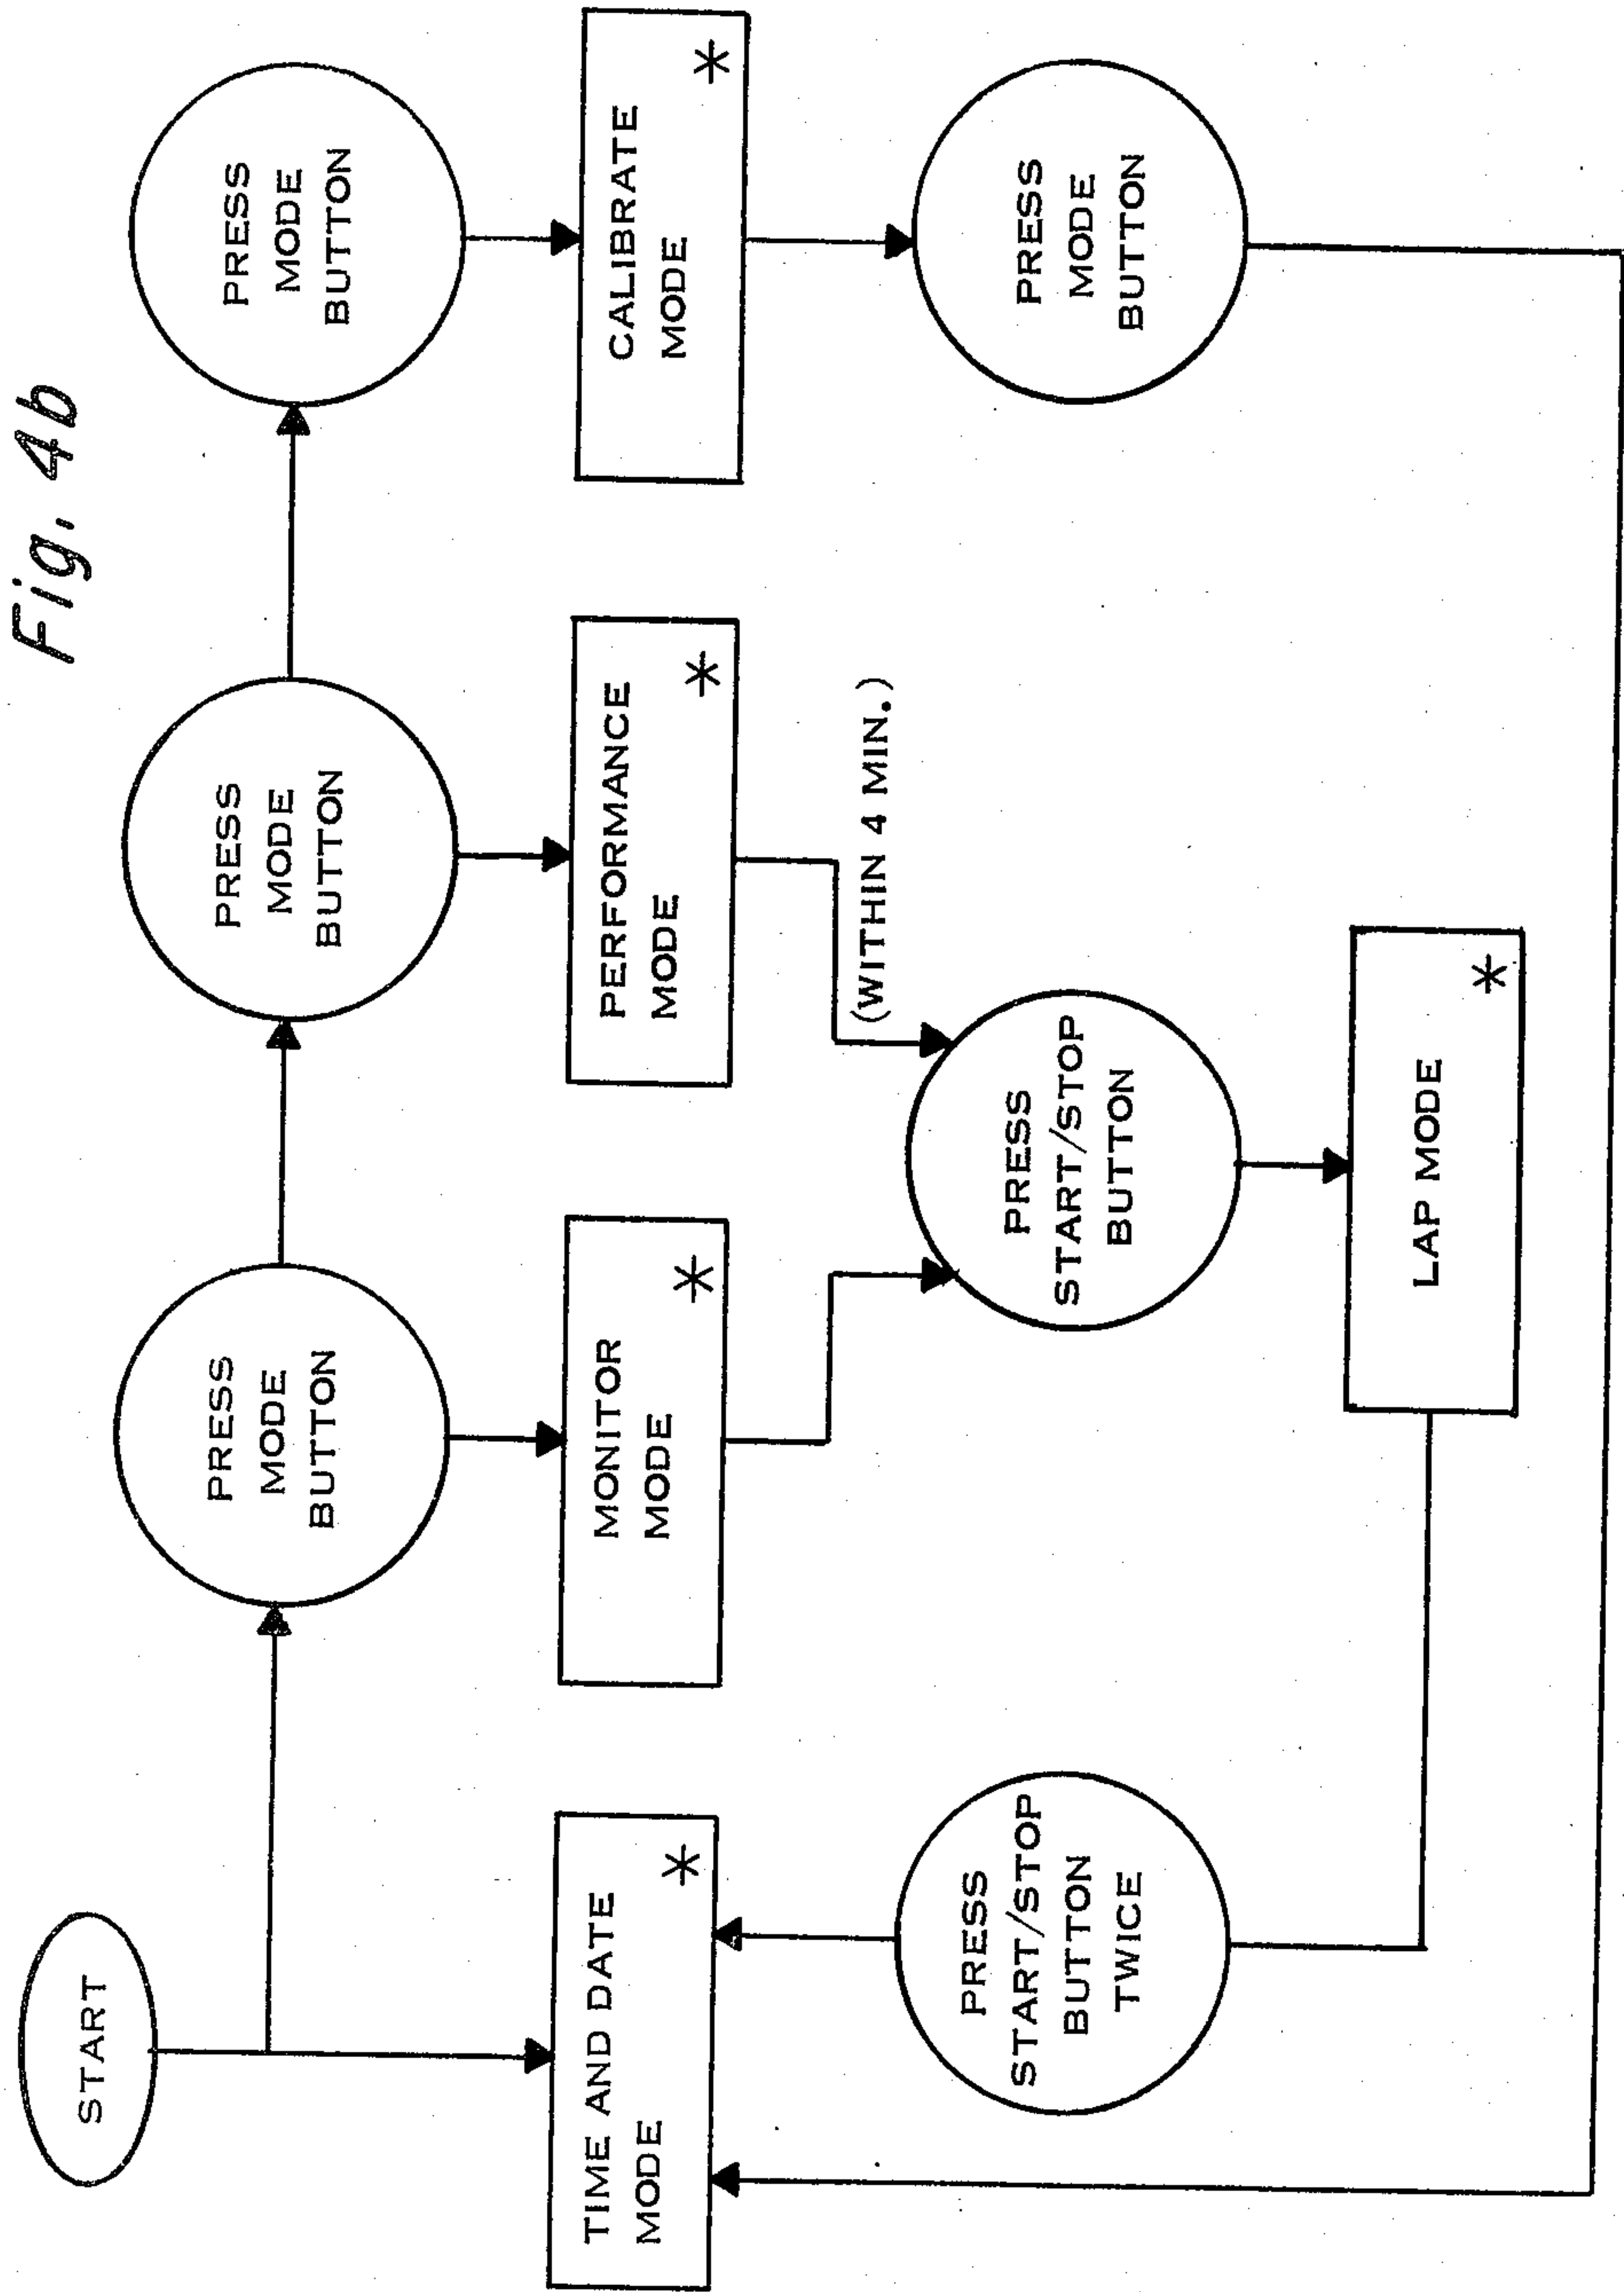 Fig. 4b
START
PRESS
MODE
BUTTON
PRESS
MODE
BUTTON
PRESS
MODE
BUTTON
TIME AND DATE
MODE
*
MONITOR
MODE
*
PERFORMANCE
MODE
*
CALIBRATE
MODE
*
(WITHIN 4 MIN.)
PRESS
START/STOP
BUTTON
TWICE
PRESS
START/STOP
BUTTON
PRESS
MODE
BUTTON
LAP MODE
*